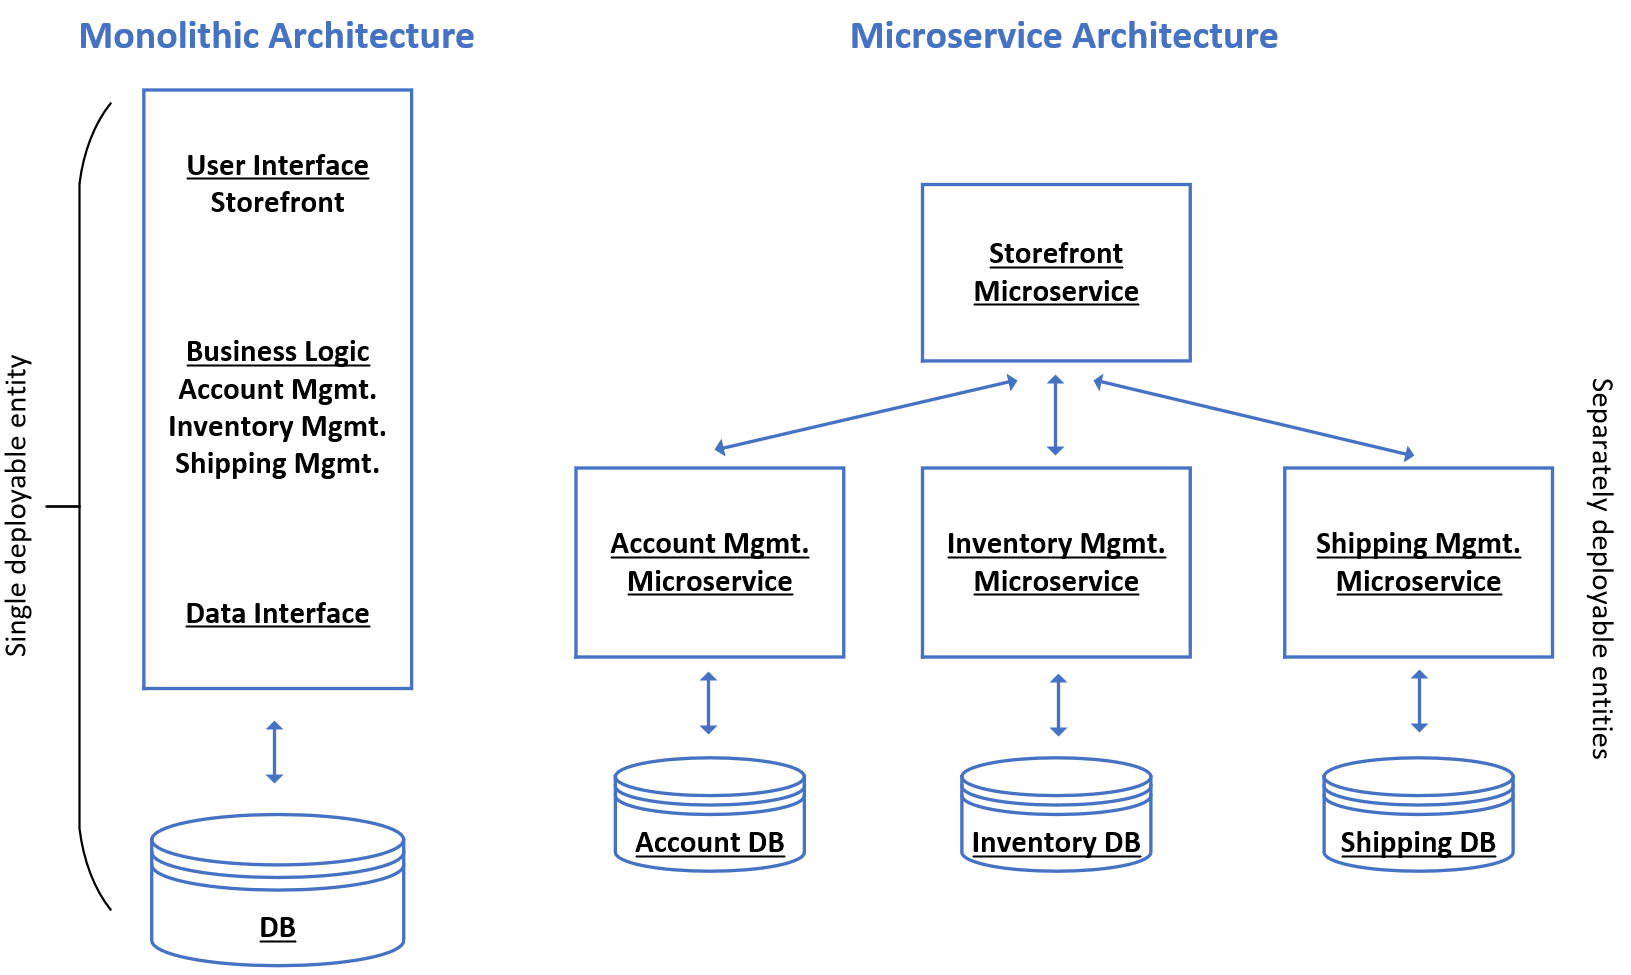 Monolithic Architecture
Single deployable entity
User Interface
Storefront
Business Logic
Account Mgmt.
Inventory Mgmt.
Shipping Mgmt.
Data Interface
DB
Microservice Architecture
Storefront
Microservice
Account Mgmt.
Microservice
Inventory Mgmt.
Microservice
Shipping Mgmt.
Microservice
Account DB
Inventory DB
Shipping DB
Separately deployable entities